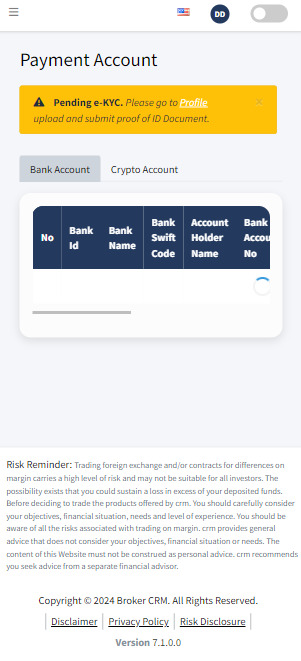 DD
Payment Account
Pending e-KYC. Please go to Profile
x
upload and submit proof of ID Document.
Bank Account Crypto Account
No
Bank
Id
Bank
Name
Bank
Swift
Code
Account
Holder
Name
Bank
Accou
No
Risk Reminder: Trading foreign exchange and/or contracts for differences on
margin carries a high level of risk and may not be suitable for all investors. The
possibility exists that you could sustain a loss in excess of your deposited funds.
Before deciding to trade the products offered by crm. You should carefully consider
your objectives, financial situation, needs and level of experience. You should be
aware of all the risks associated with trading on margin. crm provides general
advice that does not consider your objectives, financial situation or needs. The
content of this Website must not be construed as personal advice. crm recommends
you seek advice from a separate financial advisor.
Copyright © 2024 Broker CRM. All Rights Reserved.
| Disclaimer | Privacy Policy | Risk Disclosure |
Version 7.1.0.0